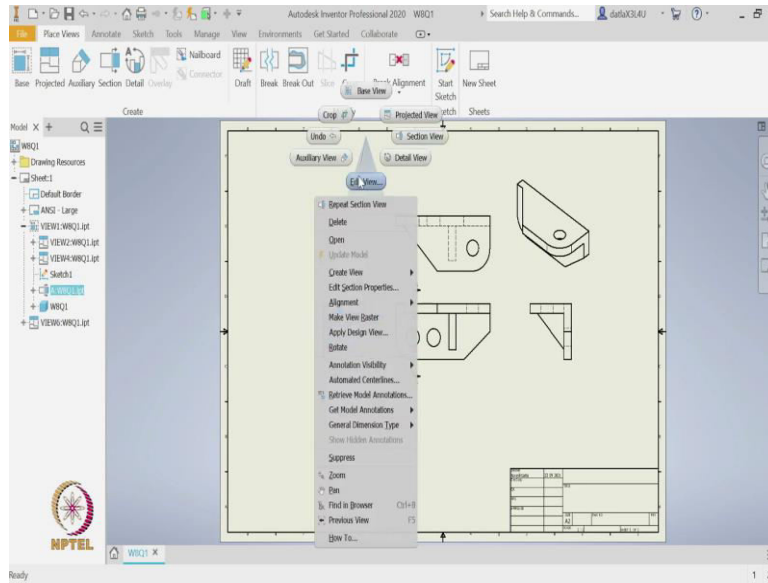 Autodesk Inventor Professional 2020 W8Q1
Search Help & Commands...
datlaX3L4U
File Place Views Annotate Sketch Tools Manage View Environments Get Started Collaborate
Base Projected Auxiliary Section Detail Overlay
Nailboard
Connector
Draft Break Break Out Slice
Alignment
Start
Sketch
New Sheet
Create
Sketch
Sheets
Base View
Crop
Projected View
Undo
Section View
Auxiliary View
Detail View
Edit View...
Model
W8Q1
Drawing Resources
Sheet:1
Default Border
ANSI - Large
VIEW1:W8Q1.ipt
VIEW2:W8Q1.ipt
VIEW4:W8Q1.ipt
Sketch1
A:W8Q1.ipt
W8Q1
VIEW6:W8Q1.ipt
Repeat Section View
Delete
Open
Update Model
Create View
Edit Section Properties...
Alignment
Make View Raster
Apply Design View...
Rotate
Annotation Visibility
Automated Centerlines...
Retrieve Model Annotations...
Get Model Annotations
General Dimension Type
Show Hidden Annotations
Suppress
Zoom
Pan
Find in Browser Ctrl+B
Previous View F5
How To...
A2
NPTEL
W8Q1
Ready
1